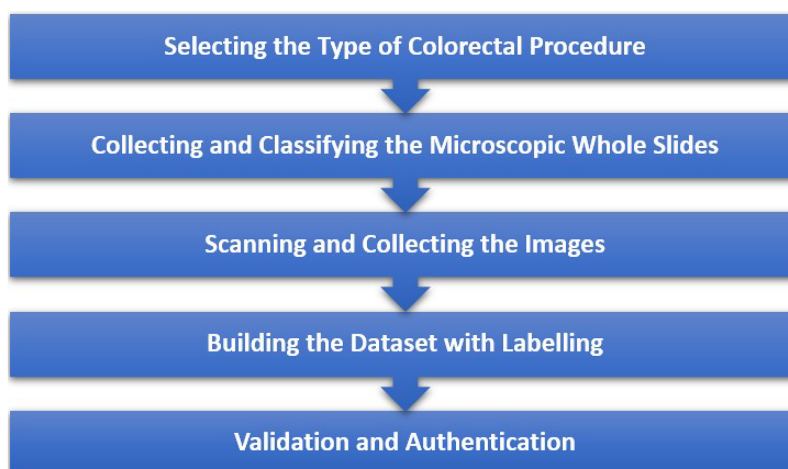 Selecting the Type of Colorectal Procedure
Collecting and Classifying the Microscopic Whole Slides
Scanning and Collecting the Images
Building the Dataset with Labelling
Validation and Authentication